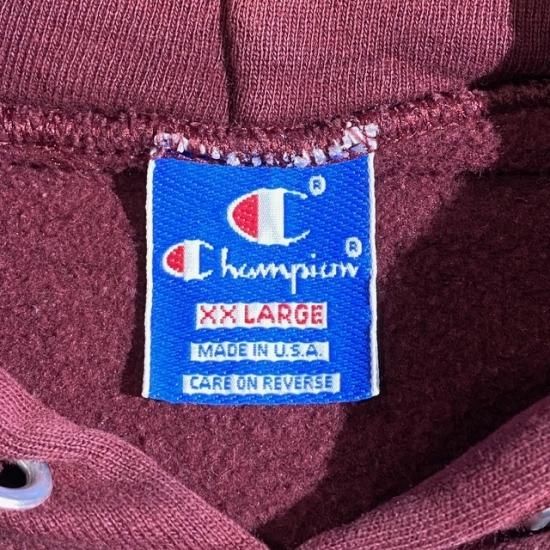 ®
Champion®
XX LARGE
MADE IN U.S.A.
CARE ON REVERSE